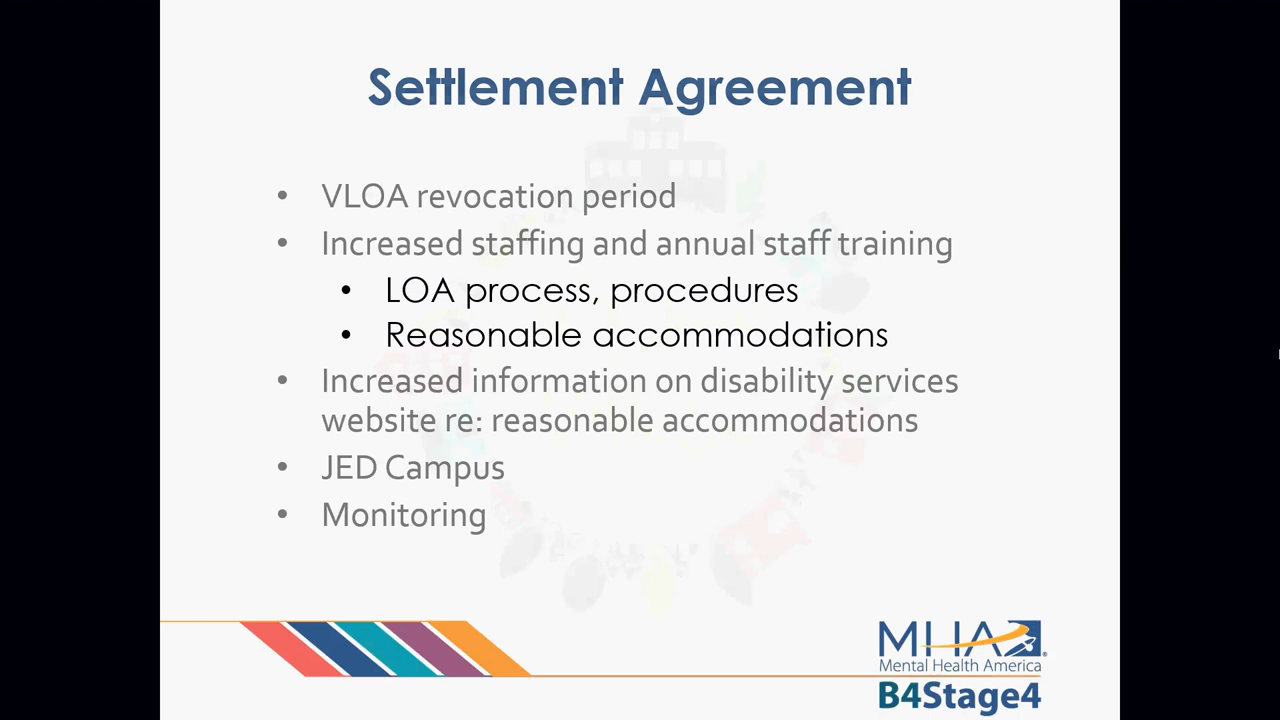 Settlement Agreement
• VLOA revocation period
• Increased staffing and annual staff training
• LOA process, procedures
• Reasonable accommodations
• Increased information on disability services
website re: reasonable accommodations
• JED Campus
• Monitoring
MHA®
Mental Health America
B4Stage4